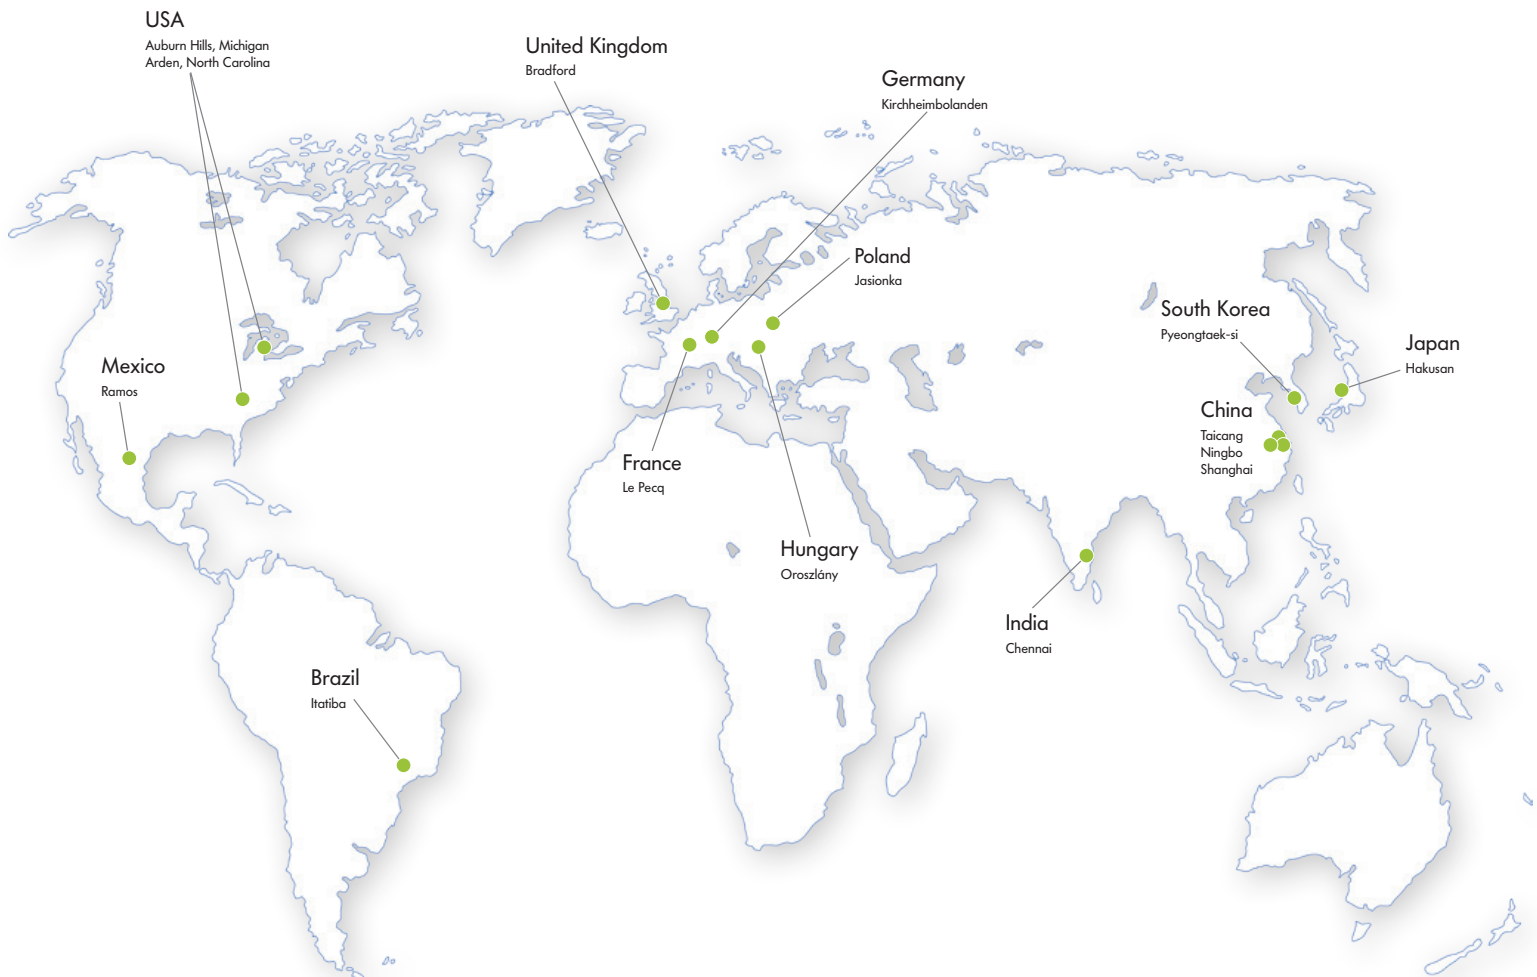 USA
Auburn Hills, Michigan
Arden, North Carolina
United Kingdom
Bradford
Germany
Kirchheimbolanden
Poland
Jasionka
South Korea
Pyeongtaek-si
Japan
Hakusan
Mexico
Ramos
China
Taicang
Ningbo
Shanghai
France
Le Pecq
Hungary
Oroszlány
India
Chennai
Brazil
Itatiba